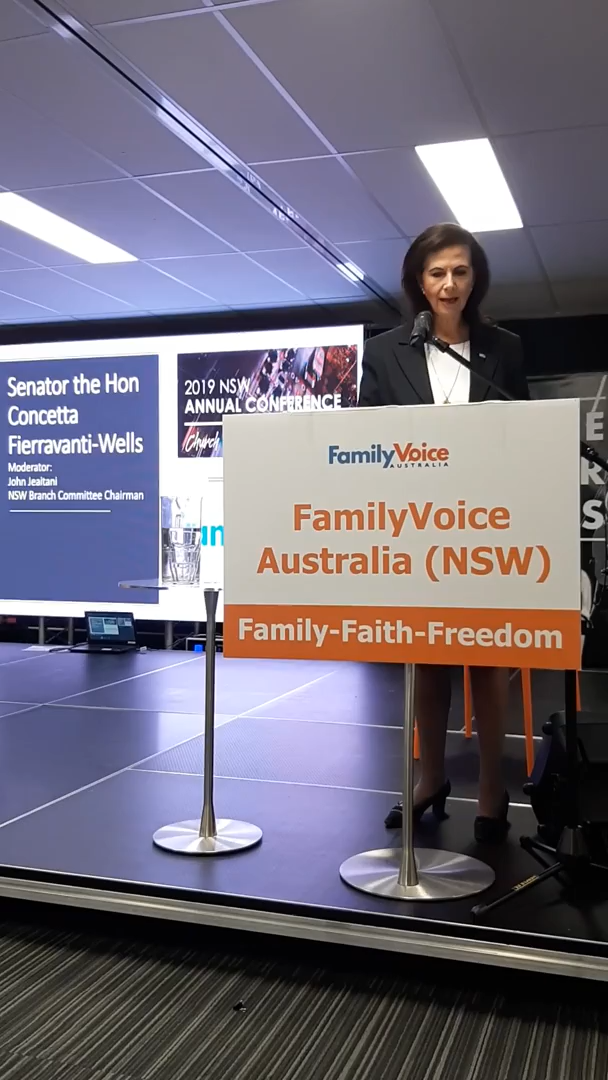 Senator the Hon
Concetta
Fierravanti-Wells
Moderator:
John Jeaitani
NSW Branch Committee Chairman
2019 NSW
ANNUAL CONFERENCE
Church
FamilyVoice
AUSTRALIA
FamilyVoice
Australia (NSW)
Family-Faith-Freedom